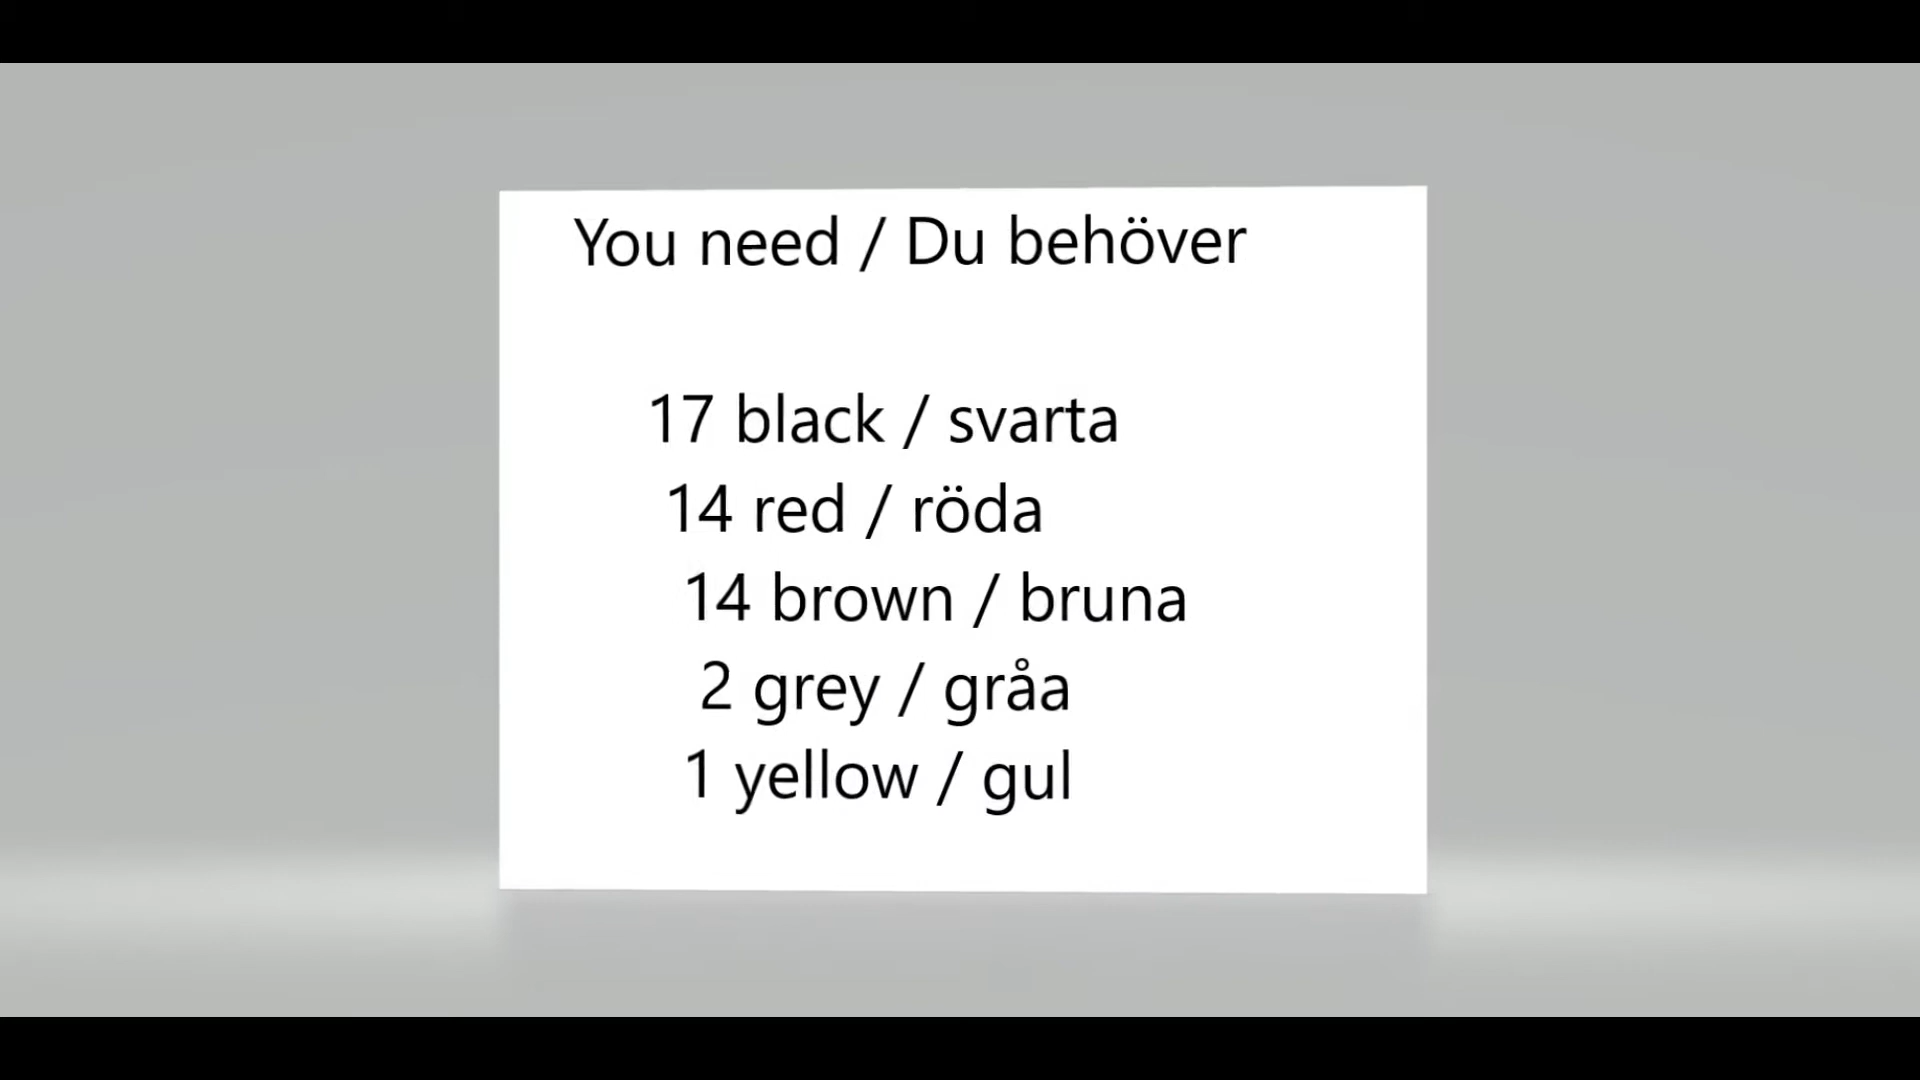 You need / Du behöver
17 black / svarta
14 red / röda
14 brown / bruna
2 grey / gråa
1 yellow / gul